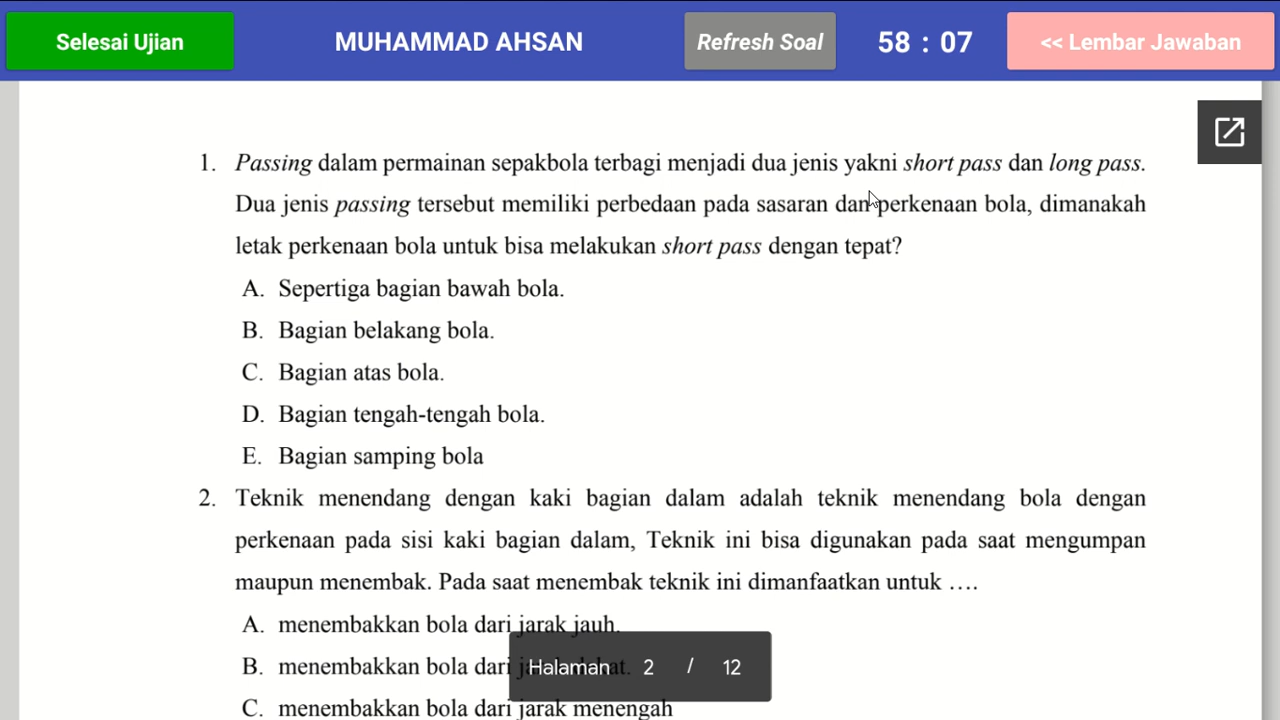 Selesai Ujian
MUHAMMAD AHSAN
Refresh Soal
58 : 07
<< Lembar Jawaban
1. Passing dalam permainan sepakbola terbagi menjadi dua jenis yakni short pass dan long pass.
Dua jenis passing tersebut memiliki perbedaan pada sasaran dan perkenaan bola, dimanakah
letak perkenaan bola untuk bisa melakukan short pass dengan tepat?
A. Sepertiga bagian bawah bola.
B. Bagian belakang bola.
C. Bagian atas bola.
D. Bagian tengah-tengah bola.
E. Bagian samping bola
2. Teknik menendang dengan kaki bagian dalam adalah teknik menendang bola dengan
perkenaan pada sisi kaki bagian dalam, Teknik ini bisa digunakan pada saat mengumpan
maupun menembak. Pada saat menembak teknik ini dimanfaatkan untuk ….
A. menembakkan bola dari jarak jauh.
B. menembakkan bola dari
Halaman 2 / 12
C. menembakkan bola dari jarak menengah